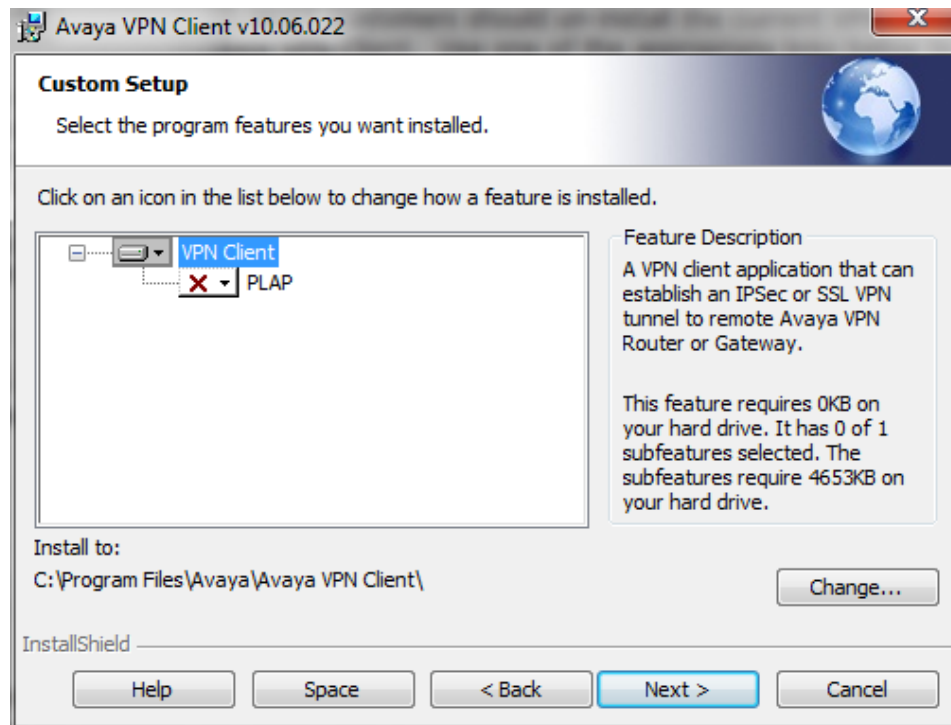 Avaya VPN Client v10.06.022
Custom Setup
Select the program features you want installed.
Click on an icon in the list below to change how a feature is installed.
VPN Client
PLAP
Feature Description
A VPN client application that can
establish an IPSec or SSL VPN
tunnel to remote Avaya VPN
Router or Gateway.
This feature requires 0KB on
your hard drive. It has 0 of 1
subfeatures selected. The
subfeatures require 4653KB on
your hard drive.
Install to:
C:\Program Files\Avaya\Avaya VPN Client\
Change...
InstallShield
Help
Space
< Back
Next >
Cancel